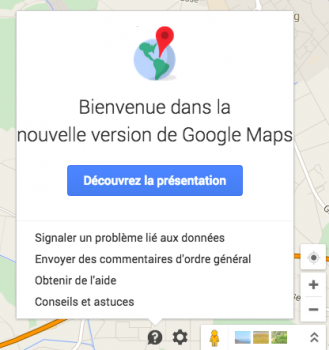 Bienvenue dans la
nouvelle version de Google Maps
Découvrez la présentation
Signaler un problème lié aux données
Envoyer des commentaires d'ordre général
Obtenir de l'aide
Conseils et astuces